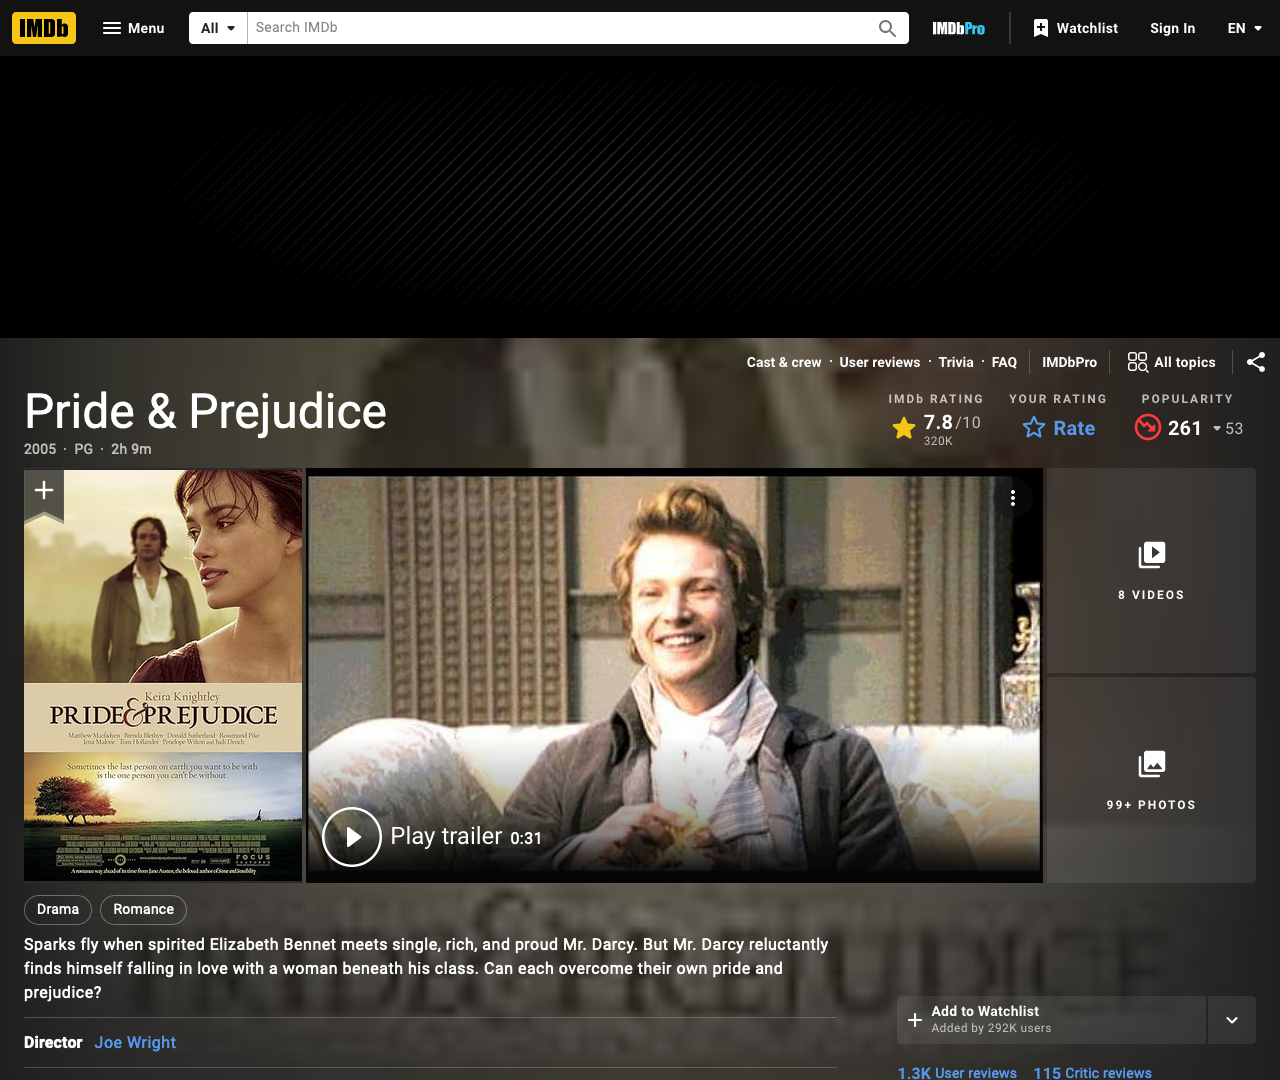 IMDb
Menu
All
Search IMDb
IMDbPro
Watchlist
Sign In
EN
Cast & crew · User reviews · Trivia · FAQ
IMDbPro
All topics
Pride & Prejudice
2005 · PG · 2h 9m
IMDb RATING
7.8/10
320K
YOUR RATING
Rate
POPULARITY
261
53
Keira Knightley
PRIDE & PREJUDICE
Matthew Macfadyen · Brenda Blethyn · Donald Sutherland · Rosamund Pike
Jena Malone · Tom Hollander · Penelope Wilton and Judi Dench
Sometimes the last person on earth you want to be with
is the one person you can't be without.
FOCUS
FEATURES
A romance way ahead of its time from Jane Austen, the beloved author of Sense and Sensibility
Play trailer 0:31
8 VIDEOS
99+ PHOTOS
Drama
Romance
Sparks fly when spirited Elizabeth Bennet meets single, rich, and proud Mr. Darcy. But Mr. Darcy reluctantly
finds himself falling in love with a woman beneath his class. Can each overcome their own pride and
prejudice?
Director Joe Wright
Add to Watchlist
Added by 292K users
1.3K User reviews
115 Critic reviews